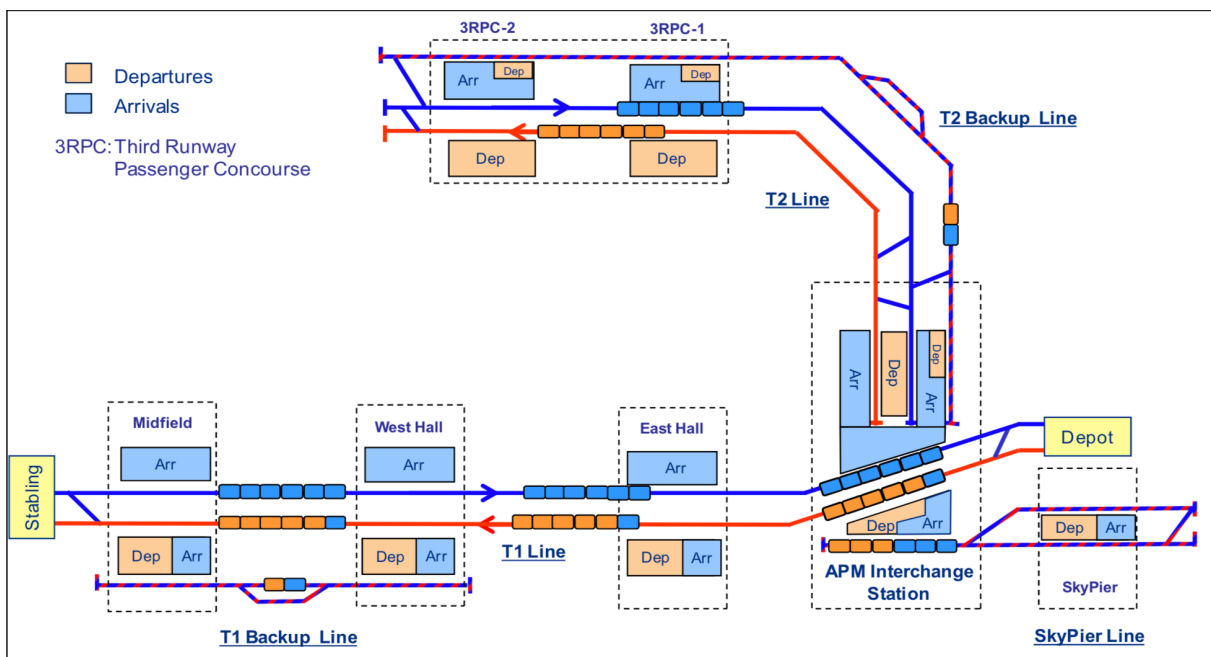 3RPC-2
3RPC-1
Departures
Arrivals
3RPC: Third Runway
Passenger Concourse
Arr
Dep
Arr
Dep
Dep
Dep
T2 Backup Line
T2 Line
Arr
Dep
Dep
Arr
Midfield
West Hall
East Hall
Arr
Arr
Arr
Depot
Stabling
Dep
Arr
Dep
Arr
T1 Line
Dep
Arr
Dep
Arr
Dep
Arr
APM Interchange
Station
SkyPier
T1 Backup Line
SkyPier Line